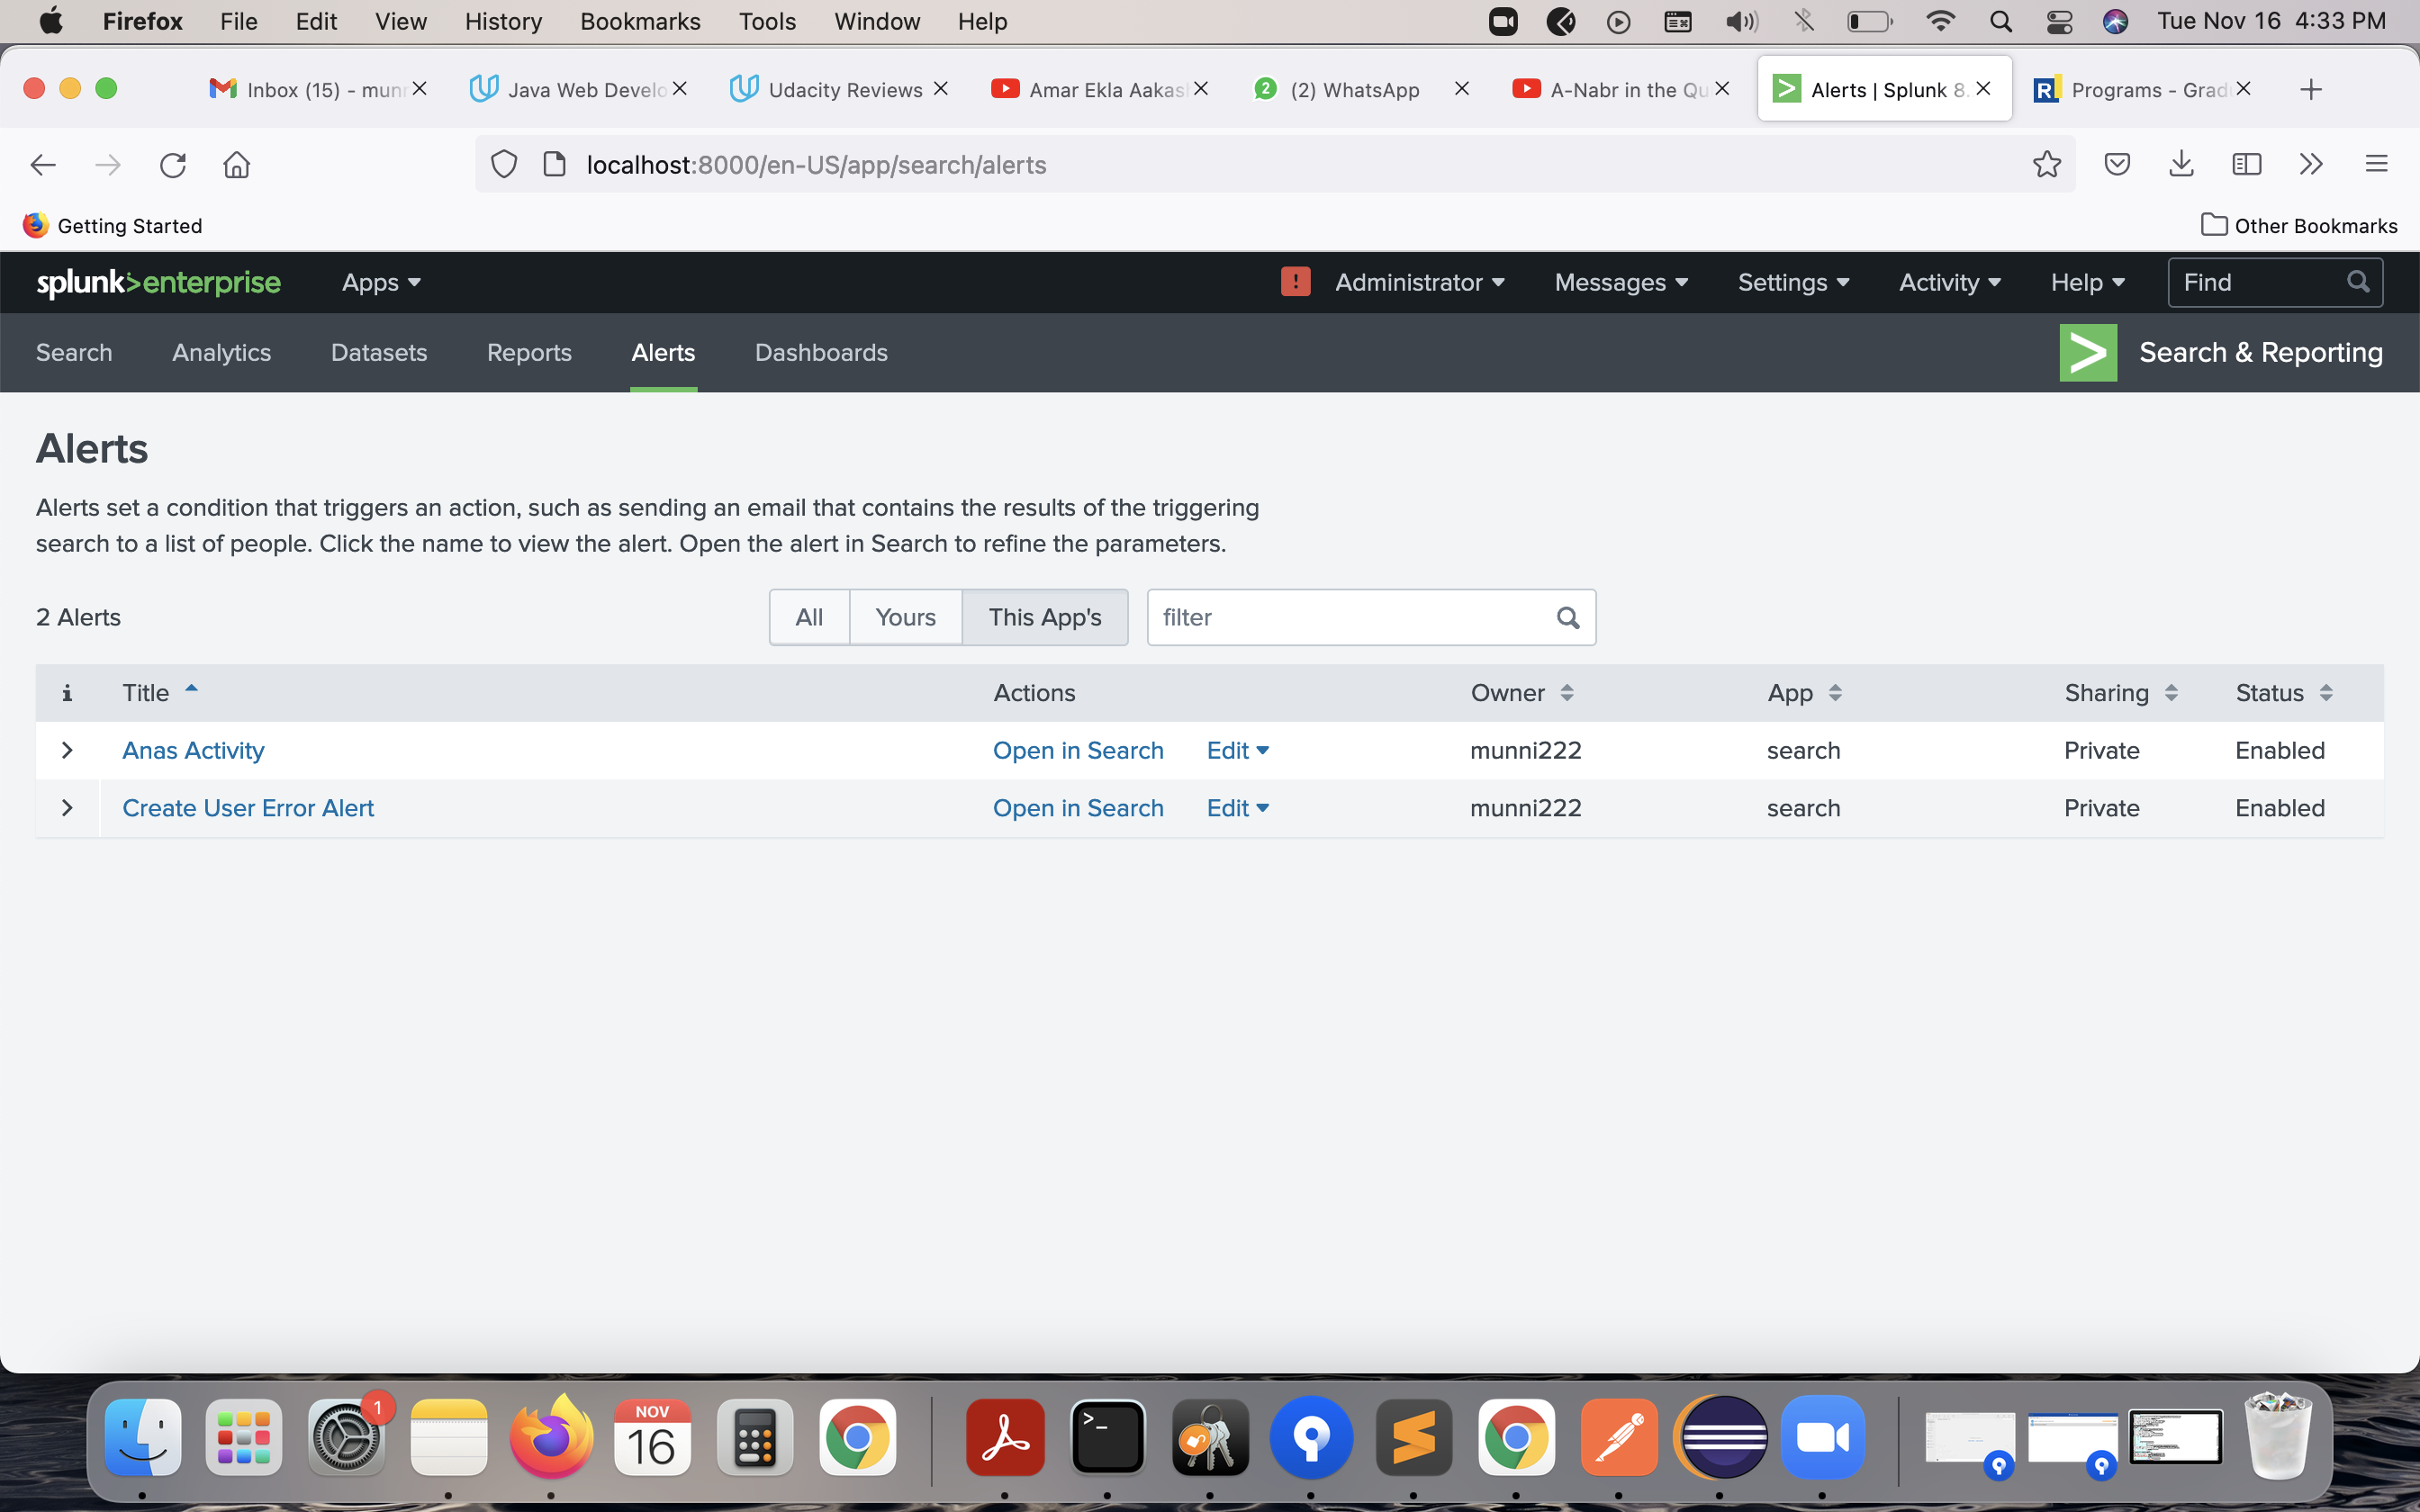 Firefox File Edit View History Bookmarks Tools Window Help Tue Nov 16 4:33 PM
Inbox (15) - mun Java Web Develo Udacity Reviews Amar Ekla Aakas 2 (2) WhatsApp A-Nabr in the Qu Alerts | Splunk 8. R Programs - Grad
localhost:8000/en-US/app/search/alerts
Getting Started Other Bookmarks
splunk>enterprise Apps ! Administrator Messages Settings Activity Help Find
Search Analytics Datasets Reports Alerts Dashboards > Search & Reporting
Alerts
Alerts set a condition that triggers an action, such as sending an email that contains the results of the triggering
search to a list of people. Click the name to view the alert. Open the alert in Search to refine the parameters.
2 Alerts All Yours This App's filter
i Title Actions Owner App Sharing Status
Anas Activity Open in Search Edit munni222 search Private Enabled
Create User Error Alert Open in Search Edit munni222 search Private Enabled
1 NOV
16 >_